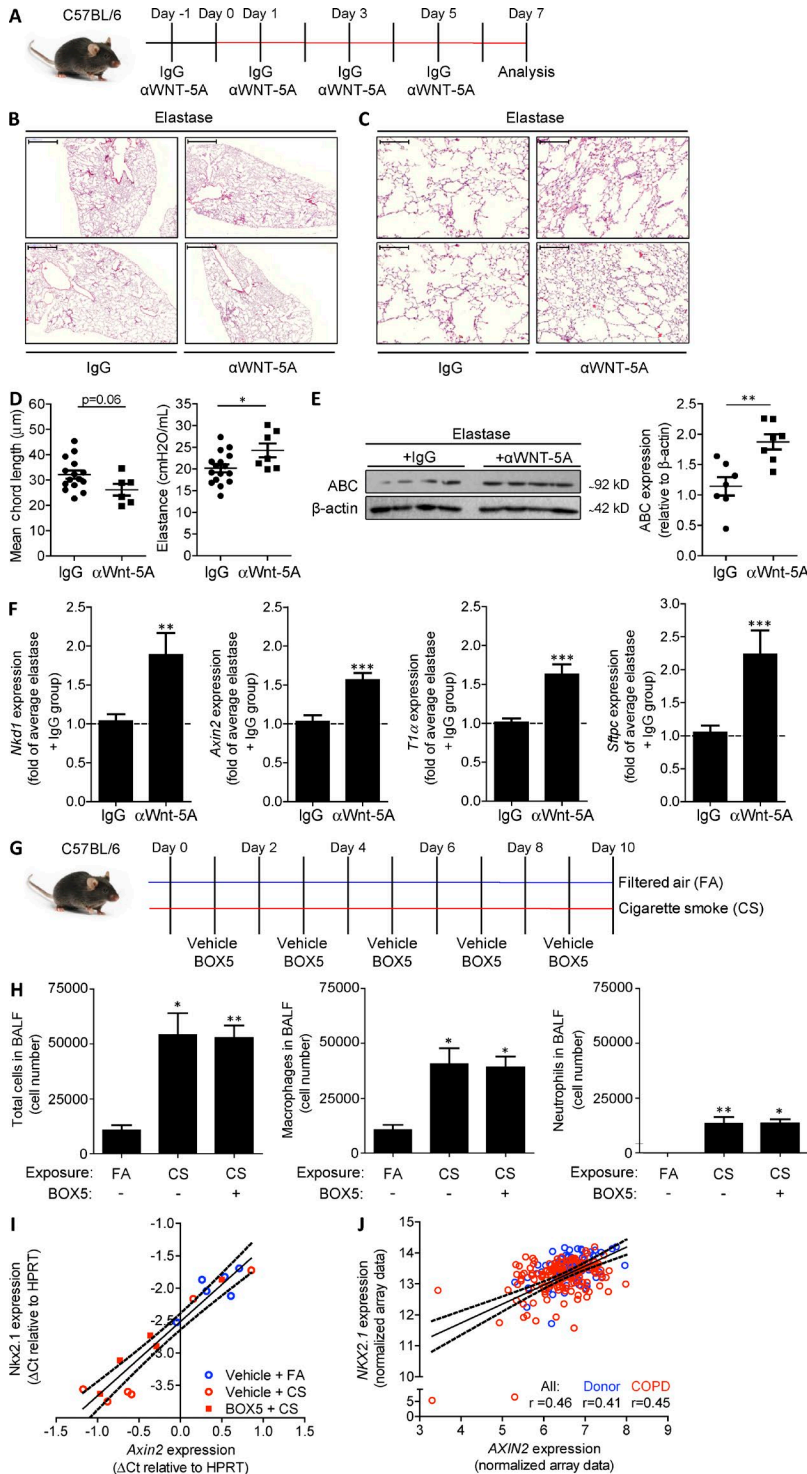 A
C57BL/6
Day -1 Day 0 Day 1 Day 3 Day 5 Day 7
IgG IgG IgG IgG Analysis
αWNT-5A αWNT-5A αWNT-5A αWNT-5A
B
Elastase
IgG αWNT-5A
C
Elastase
IgG αWNT-5A
D
Mean chord length (μm)
p=0.06
60
50
40
30
20
10
0
IgG αWnt-5A
Elastance (cmH2O/mL)
*
35
30
25
20
15
10
5
0
IgG αWnt-5A
E
Elastase
+IgG +αWNT-5A
ABC ~92 kD
β-actin ~42 kD
ABC expression
(relative to β-actin)
**
2.5
2.0
1.5
1.0
0.5
0.0
IgG αWnt-5A
F
Nkd1 expression
(fold of average elastase
+ IgG group)
2.5
2.0
1.5
1.0
0.5
0.0
**
IgG αWnt-5A
Axin2 expression
(fold of average elastase
+ IgG group)
2.5
2.0
1.5
1.0
0.5
0.0
***
IgG αWnt-5A
T1α expression
(fold of average elastase
+ IgG group)
2.5
2.0
1.5
1.0
0.5
0.0
***
IgG αWnt-5A
Sftpc expression
(fold of average elastase
+ IgG group)
3.0
2.5
2.0
1.5
1.0
0.5
0.0
***
IgG αWnt-5A
G
C57BL/6
Day 0 Day 2 Day 4 Day 6 Day 8 Day 10
Filtered air (FA)
Cigarette smoke (CS)
Vehicle Vehicle Vehicle Vehicle Vehicle
BOX5 BOX5 BOX5 BOX5 BOX5
H
Total cells in BALF
(cell number)
75000
50000
25000
0
* **
Exposure: FA CS CS
BOX5: - - +
Macrophages in BALF
(cell number)
75000
50000
25000
0
* *
Exposure: FA CS CS
BOX5: - - +
Neutrophils in BALF
(cell number)
75000
50000
25000
0
** *
Exposure: FA CS CS
BOX5: - - +
I
Nkx2.1 expression
(ΔCt relative to HPRT)
-1.0
-1.5
-2.0
-3.0
-3.5
Vehicle + FA
Vehicle + CS
BOX5 + CS
-1.5 -1.0 -0.5 0.0 0.5 1.0 1.5
Axin2 expression
(ΔCt relative to HPRT)
J
NKX2.1 expression
(normalized array data)
15
14
13
12
11
8
5
All: Donor COPD
r =0.46 r=0.41 r=0.45
3 4 5 6 7 8 9
AXIN2 expression
(normalized array data)